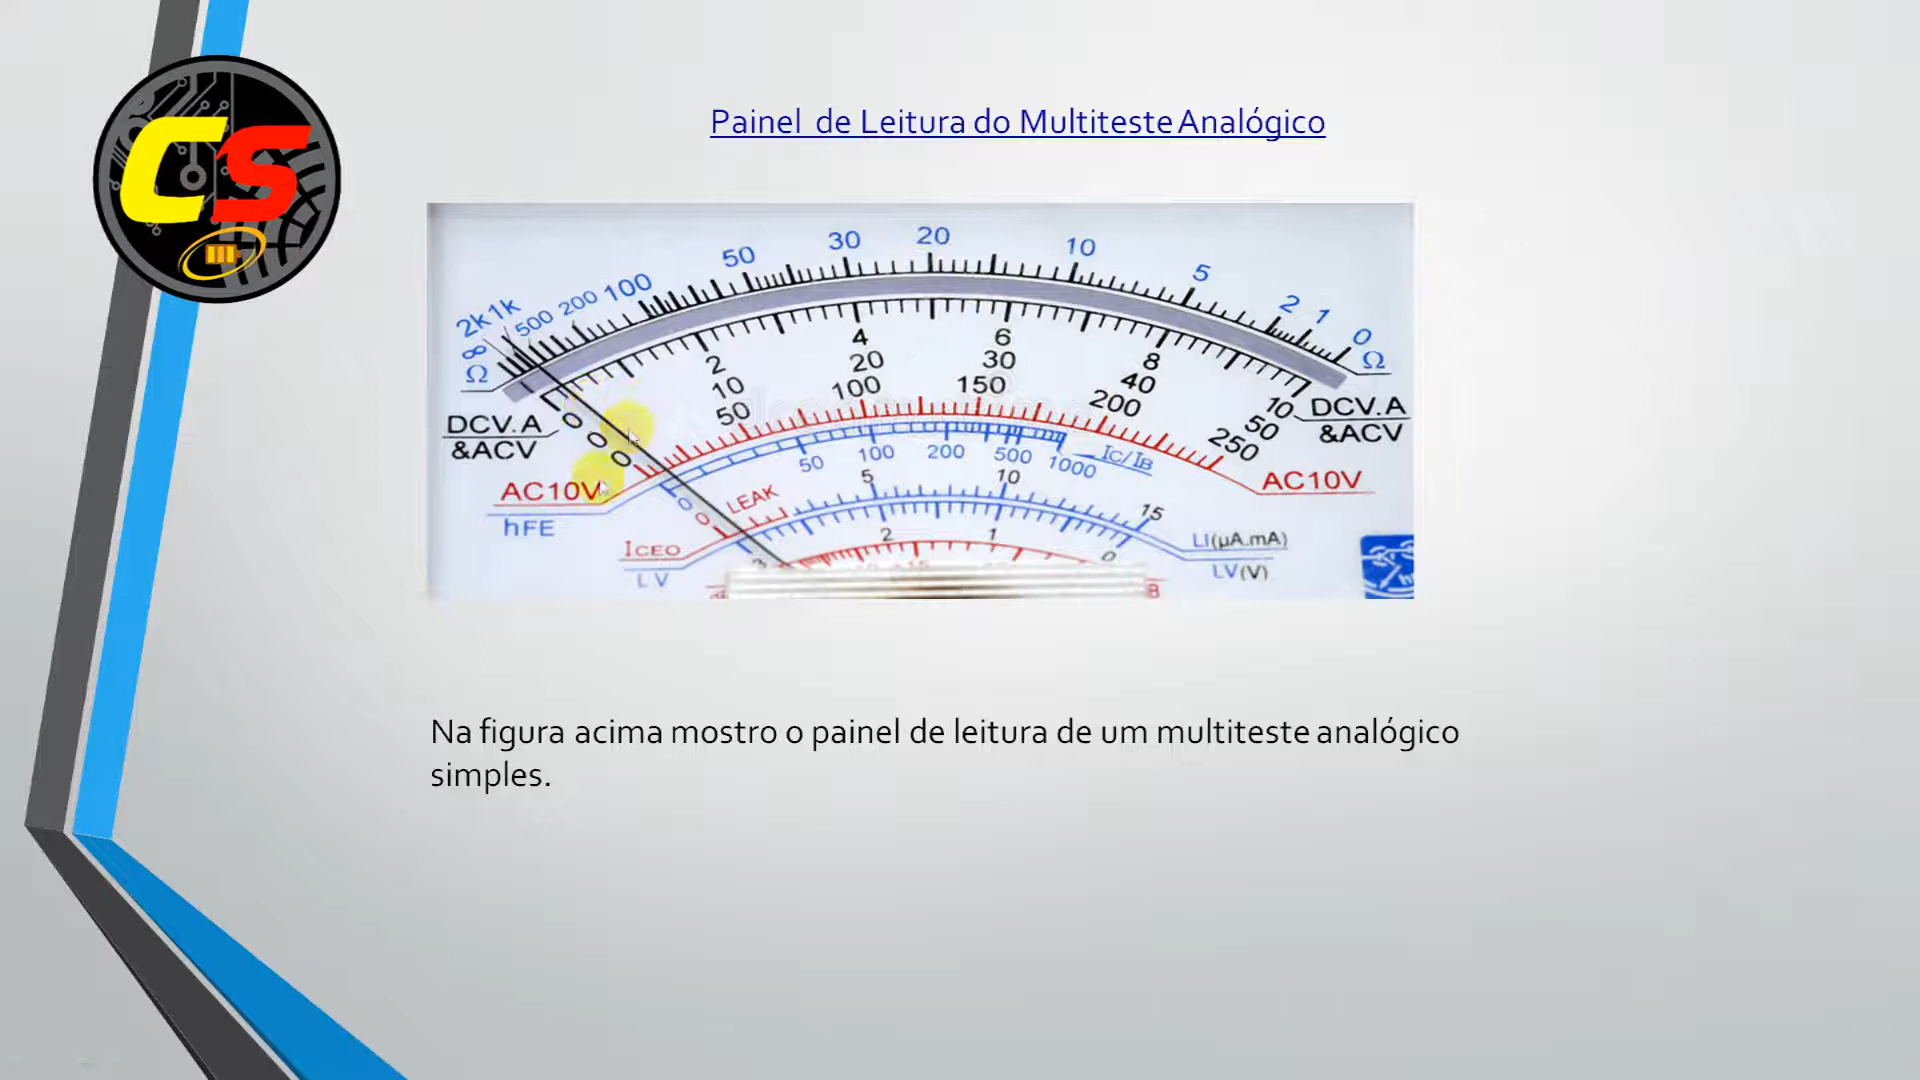 CS
Painel de Leitura do Multiteste Analógico
2k 1k 500 200 100 50 30 20 10 5 2 1 0
∞
Ω Ω
0 2 4 6 8 10
0 10 20 30 40 50
0 50 100 150 200 250
DCV.A
&ACV
DCV.A
&ACV
AC10V AC10V
hFE
0 50 100 200 500 1000 IC/IB
0 LEAK 5 10 15
ICEO
LV
LI(µA.mA)
LV(V)
3 2 1 0
Na figura acima mostro o painel de leitura de um multiteste analógico
simples.